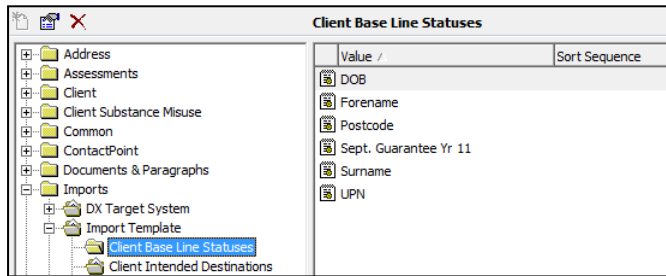 Client Base Line Statuses
Address
Assessments
Client
Client Substance Misuse
Common
ContactPoint
Documents & Paragraphs
Imports
DX Target System
Import Template
Client Base Line Statuses
Client Intended Destinations
Value Sort Sequence
DOB
Forename
Postcode
Sept. Guarantee Yr 11
Surname
UPN